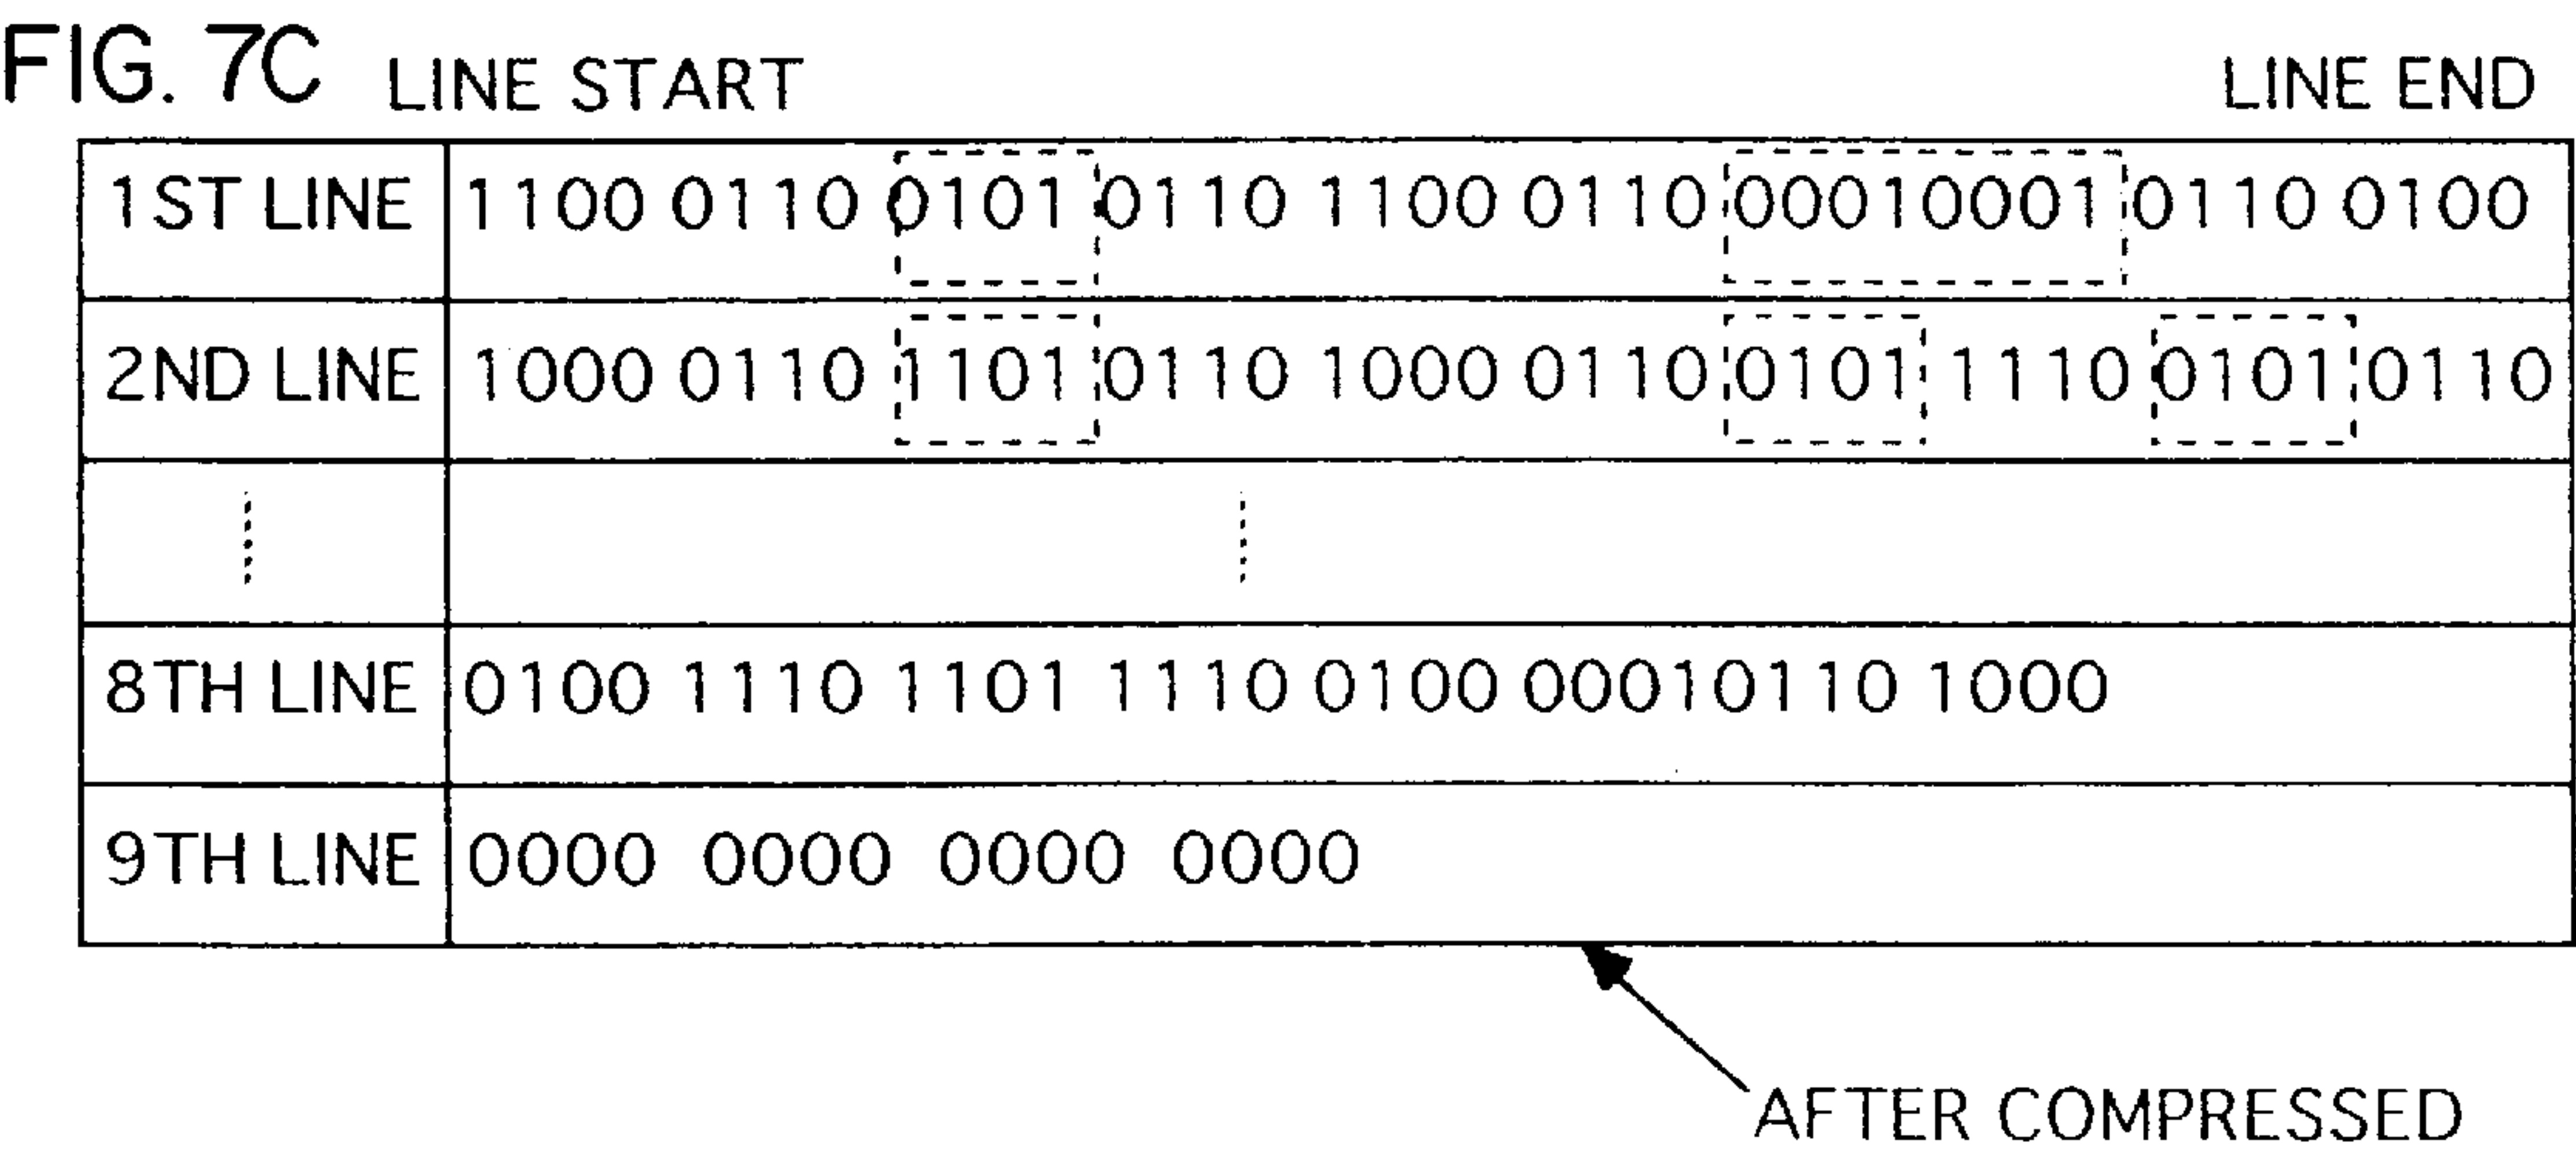 FIG. 7C LINE START LINE END
1ST LINE 1100 0110 0101 0110 1100 0110 00010001 0110 0100
2ND LINE 1000 0110 1101 0110 1000 0110 0101 1110 0101 0110
8TH LINE 0100 1110 1101 1110 0100 00010110 1000
9TH LINE 0000 0000 0000 0000
AFTER COMPRESSED